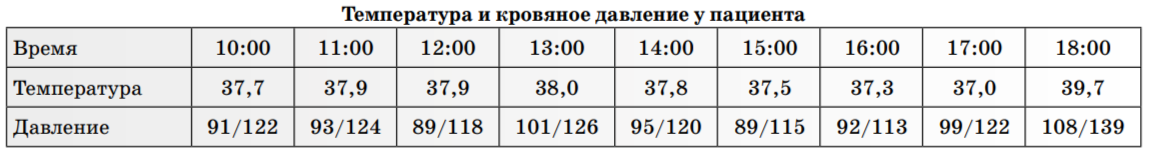 Температура и кровяное давление у пациента
Время 10:00 11:00 12:00 13:00 14:00 15:00 16:00 17:00 18:00
Температура 37,7 37,9 37,9 38,0 37,8 37,5 37,3 37,0 39,7
Давление 91/122 93/124 89/118 101/126 95/120 89/115 92/113 99/122 108/139